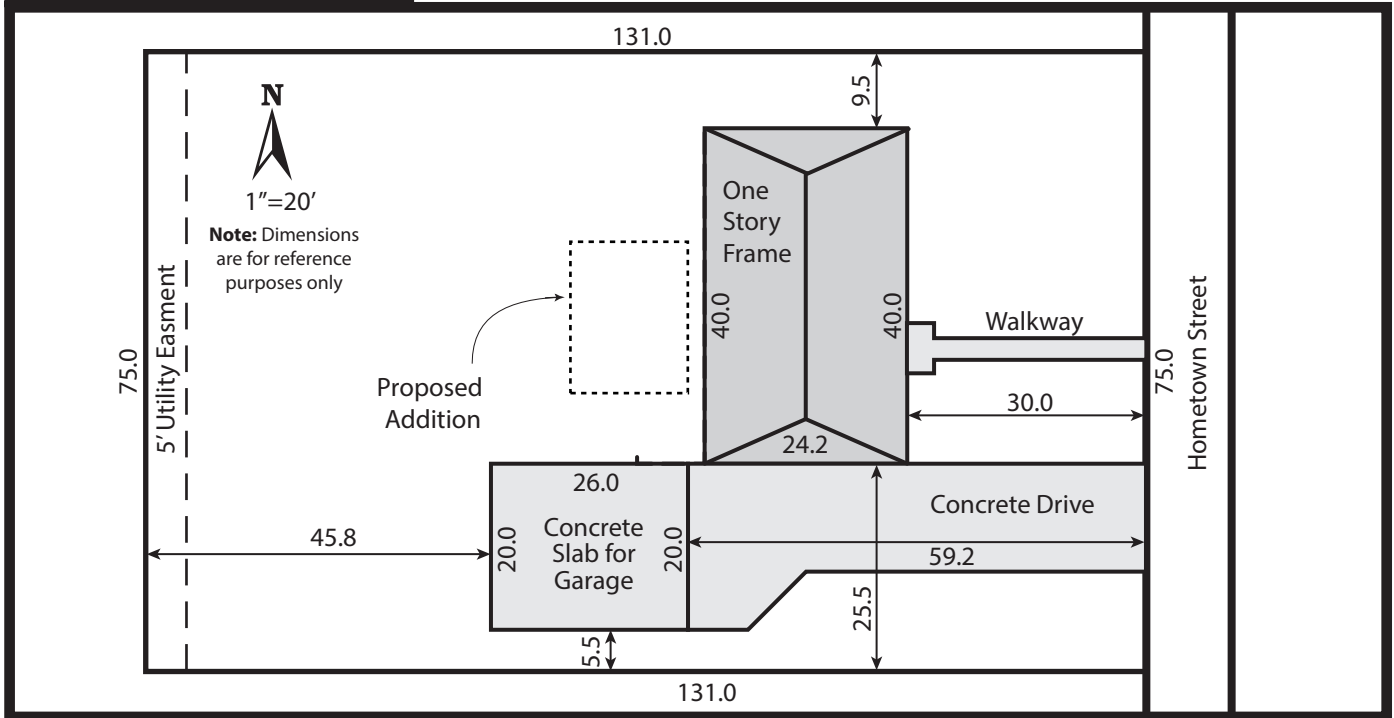 131.0
9.5
N
1”=20’
Note: Dimensions
are for reference
purposes only
One
Story
Frame
5’ Utility Easment
75.0
40.0
40.0
Walkway
75.0
Hometown Street
Proposed
Addition
30.0
24.2
26.0
Concrete Drive
45.8
20.0
Concrete
Slab for
Garage
20.0
59.2
25.5
5.5
131.0